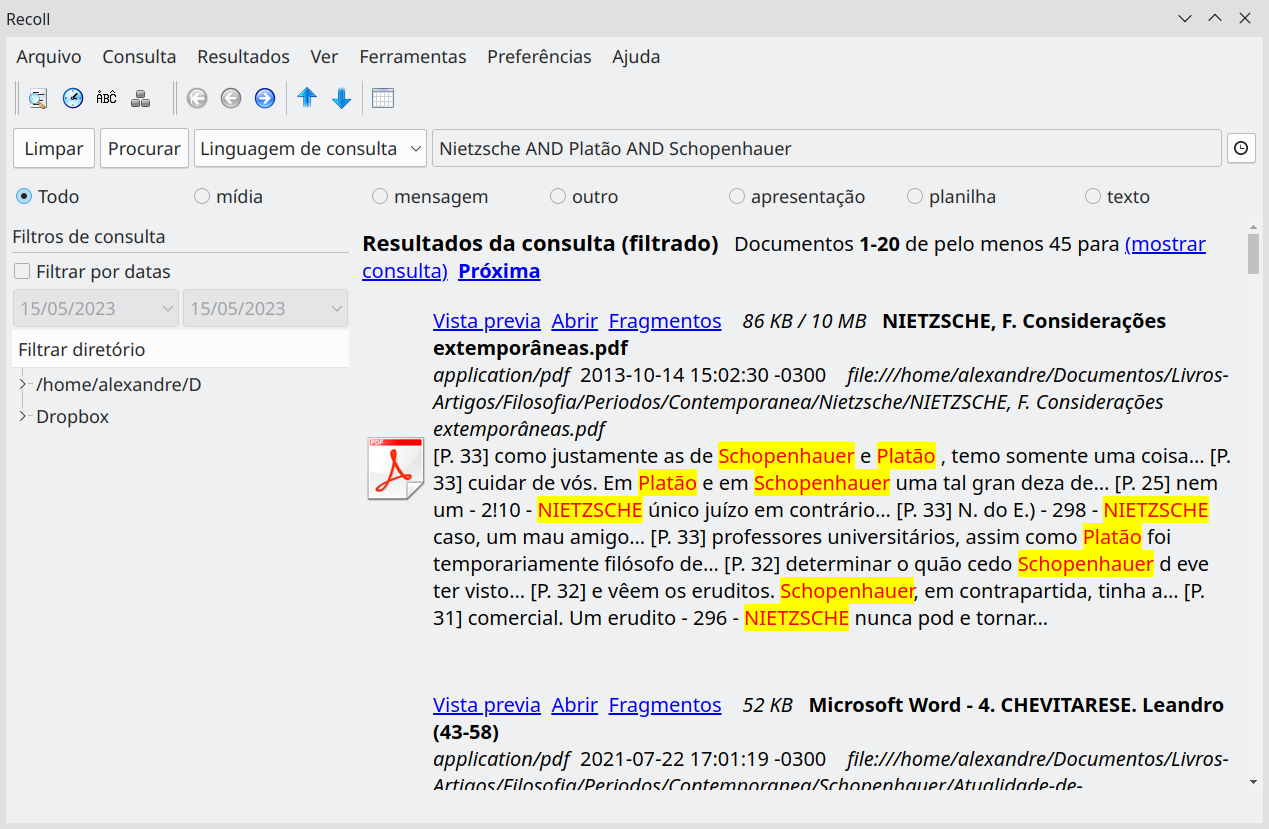 Recoll
Arquivo Consulta Resultados Ver Ferramentas Preferências Ajuda
ÄBĈ
Limpar Procurar Linguagem de consulta Nietzsche AND Platão AND Schopenhauer
Todo mídia mensagem outro apresentação planilha texto
Filtros de consulta
Filtrar por datas
15/05/2023 15/05/2023
Filtrar diretório
/home/alexandre/D
Dropbox
Resultados da consulta (filtrado) Documentos 1-20 de pelo menos 45 para (mostrar
consulta) Próxima
Vista previa Abrir Fragmentos 86 KB / 10 MB NIETZSCHE, F. Considerações
extemporâneas.pdf
application/pdf 2013-10-14 15:02:30 -0300 file:///home/alexandre/Documentos/Livros-
Artigos/Filosofia/Periodos/Contemporanea/Nietzsche/NIETZSCHE, F. Considerações
extemporâneas.pdf
PDF
[P. 33] como justamente as de Schopenhauer e Platão , temo somente uma coisa... [P.
33] cuidar de vós. Em Platão e em Schopenhauer uma tal gran deza de... [P. 25] nem
um - 2!10 - NIETZSCHE único juízo em contrário... [P. 33] N. do E.) - 298 - NIETZSCHE
caso, um mau amigo... [P. 33] professores universitários, assim como Platão foi
temporariamente filósofo de... [P. 32] determinar o quão cedo Schopenhauer d eve
ter visto... [P. 32] e vêem os eruditos. Schopenhauer, em contrapartida, tinha a... [P.
31] comercial. Um erudito - 296 - NIETZSCHE nunca pod e tornar...
Vista previa Abrir Fragmentos 52 KB Microsoft Word - 4. CHEVITARESE. Leandro
(43-58)
application/pdf 2021-07-22 17:01:19 -0300 file:///home/alexandre/Documentos/Livros-
Artigos/Filosofia/Periodos/Contemporanea/Schopenhauer/Atualidade-de-